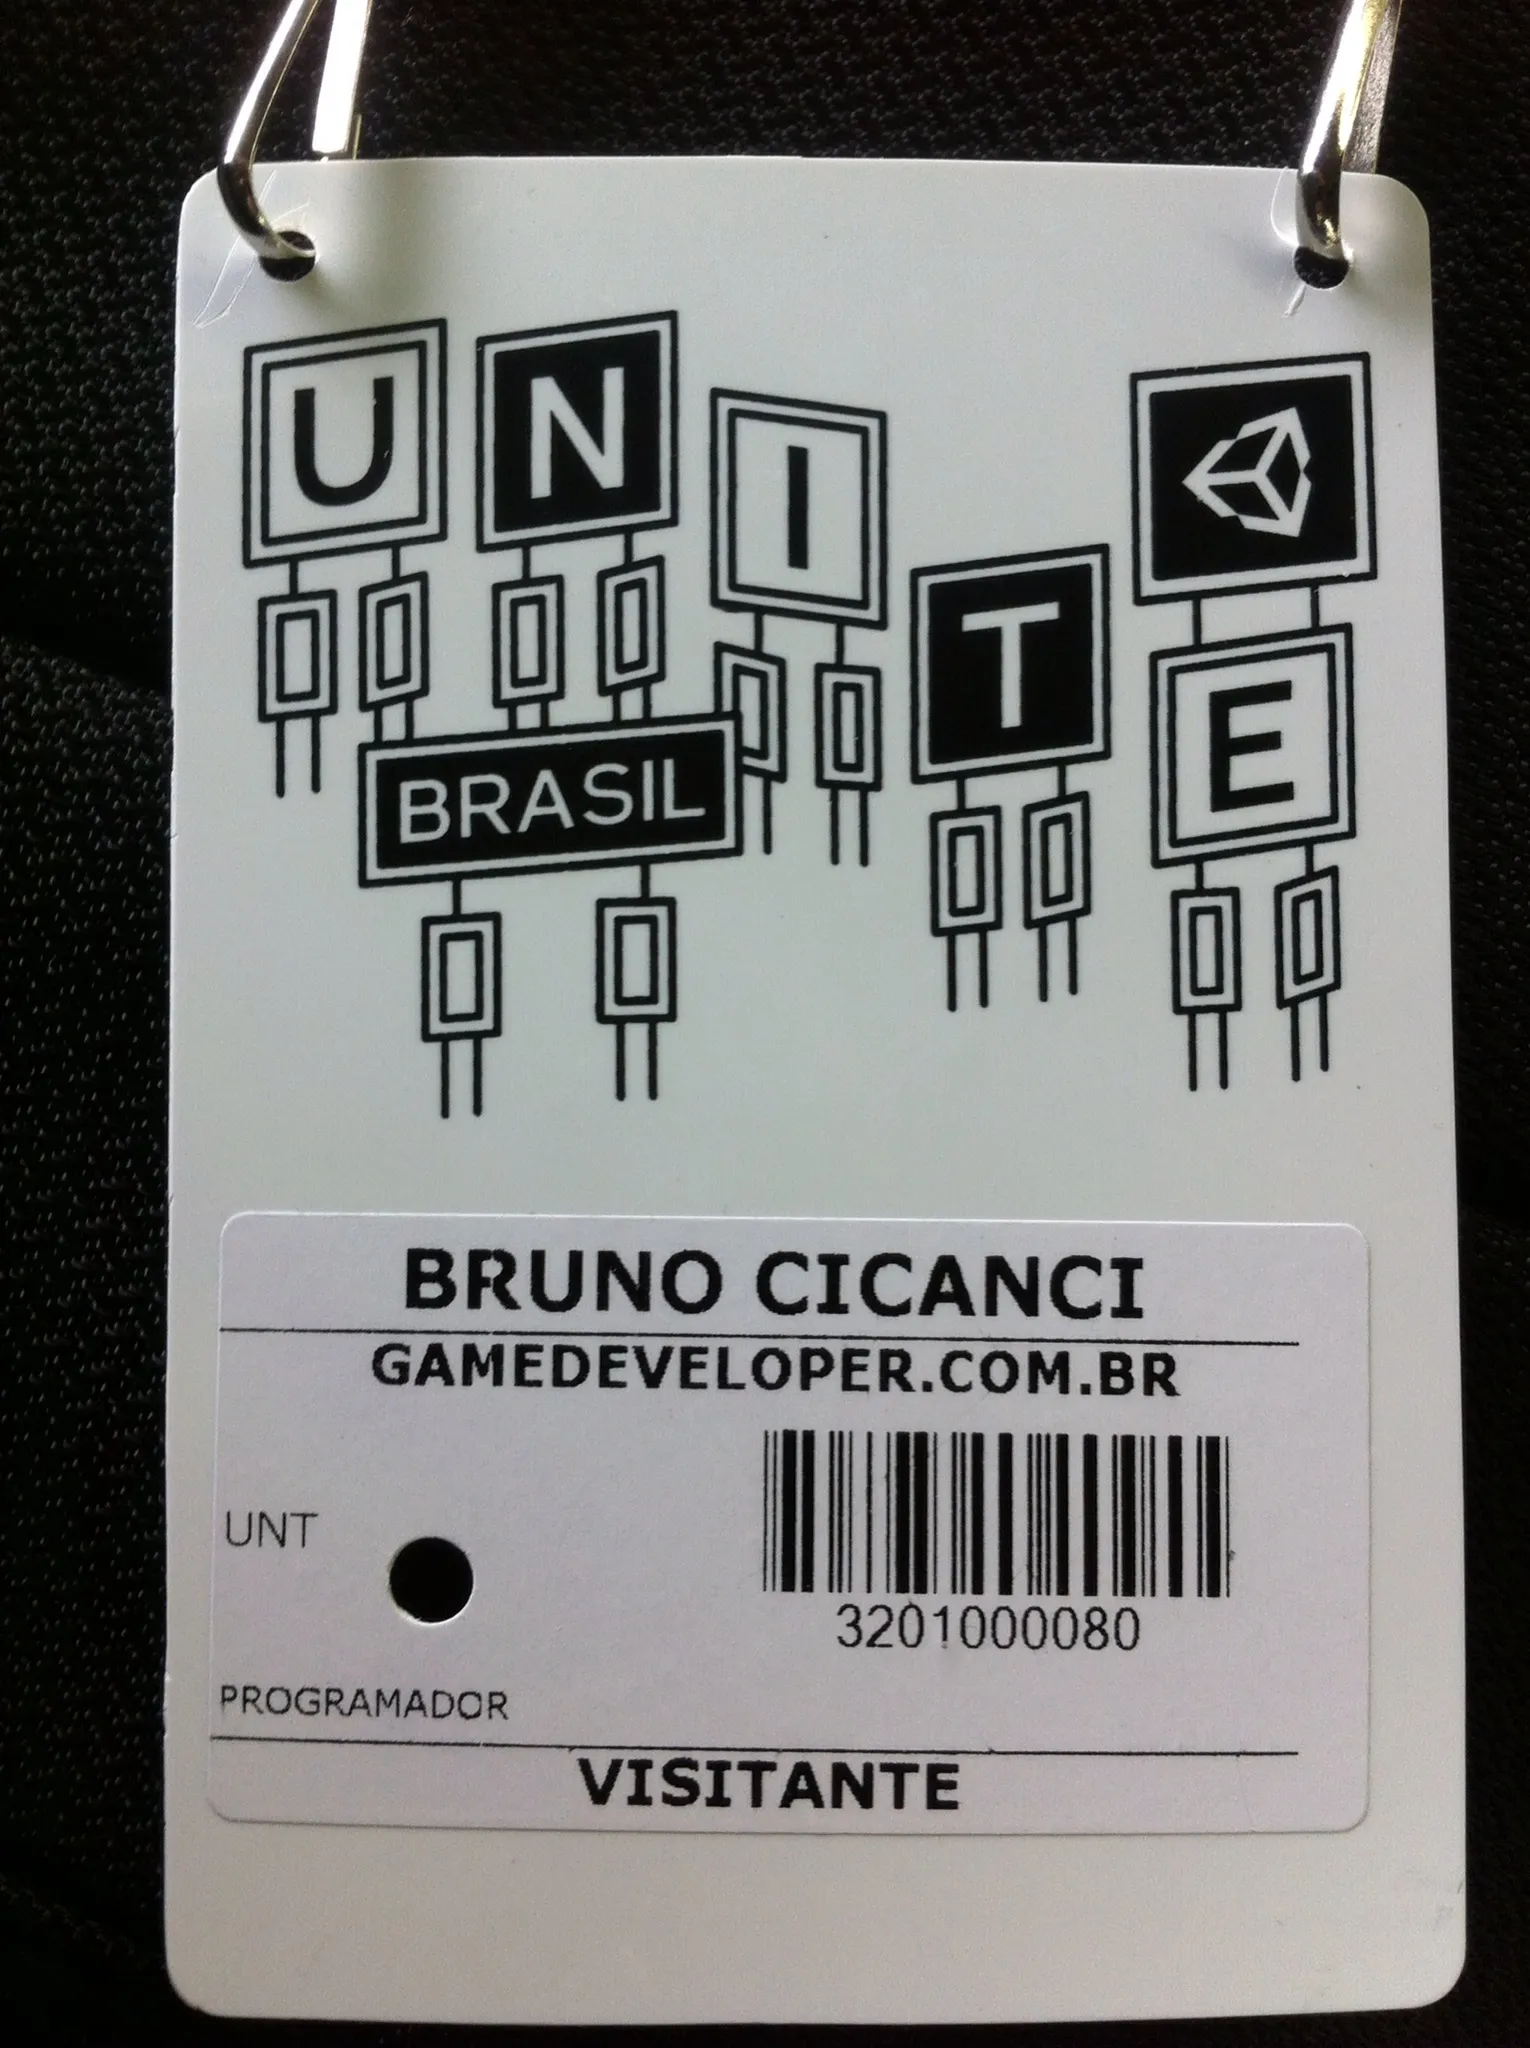 UNITE
BRASIL
BRUNO CICANCI
GAMEDEVELOPER.COM.BR
UNT
3201000080
PROGRAMADOR
VISITANTE